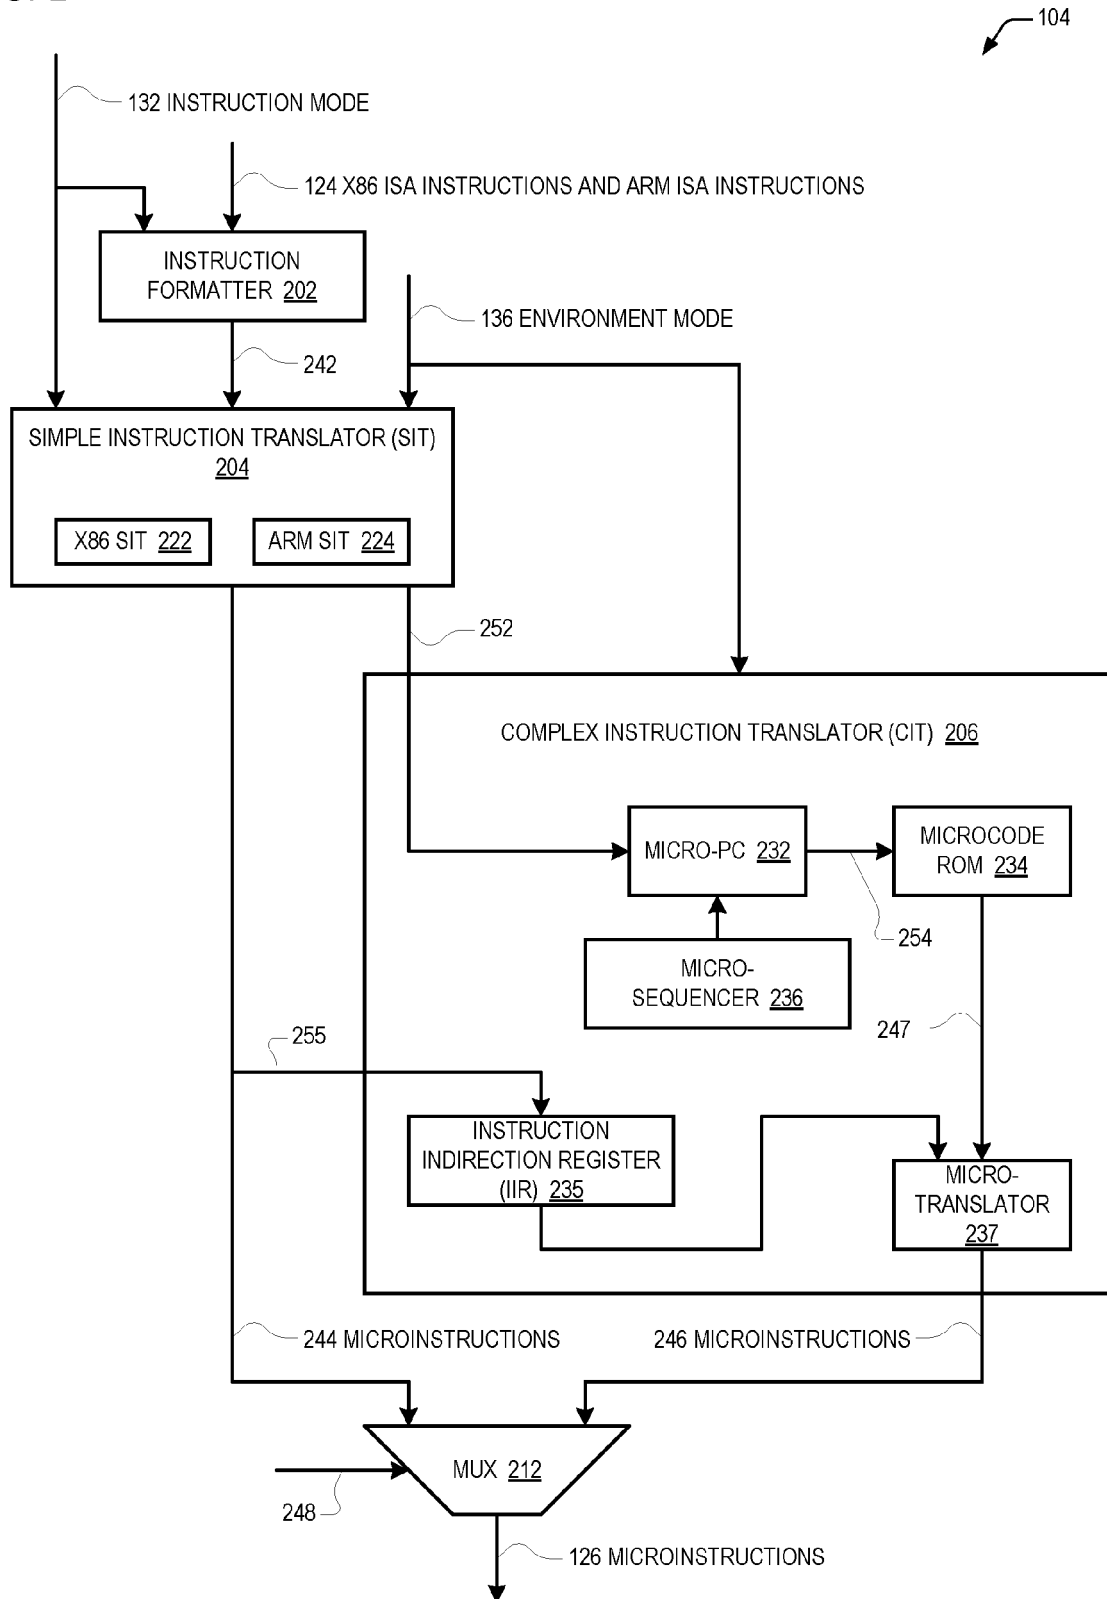 104
132 INSTRUCTION MODE
124 X86 ISA INSTRUCTIONS AND ARM ISA INSTRUCTIONS
INSTRUCTION
FORMATTER 202
136 ENVIRONMENT MODE
242
SIMPLE INSTRUCTION TRANSLATOR (SIT)
204
X86 SIT 222
ARM SIT 224
252
COMPLEX INSTRUCTION TRANSLATOR (CIT) 206
MICRO-PC 232
MICROCODE
ROM 234
254
MICRO-
SEQUENCER 236
247
255
INSTRUCTION
INDIRECTION REGISTER
(IIR) 235
MICRO-
TRANSLATOR
237
244 MICROINSTRUCTIONS
246 MICROINSTRUCTIONS
MUX 212
248
126 MICROINSTRUCTIONS